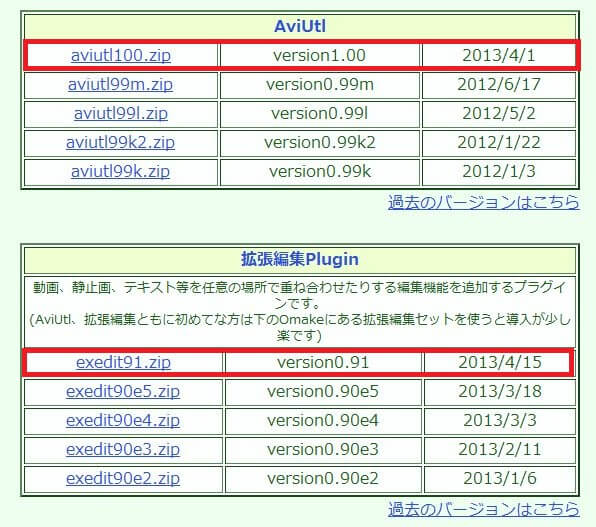 AviUtl
aviutl100.zip version1.00 2013/4/1
aviutl99m.zip version0.99m 2012/6/17
aviutl99l.zip version0.99l 2012/5/2
aviutl99k2.zip version0.99k2 2012/1/22
aviutl99k.zip version0.99k 2012/1/3
過去のバージョンはこちら
拡張編集Plugin
動画、静止画、テキスト等を任意の場所で重ね合わせたりする編集機能を追加するプラグイ
ンです。
(AviUtl、拡張編集ともに初めてな方は下のOmakeにある拡張編集セットを使うと導入が少し
楽です)
exedit91.zip version0.91 2013/4/15
exedit90e5.zip version0.90e5 2013/3/18
exedit90e4.zip version0.90e4 2013/3/3
exedit90e3.zip version0.90e3 2013/2/11
exedit90e2.zip version0.90e2 2013/1/6
過去のバージョンはこちら